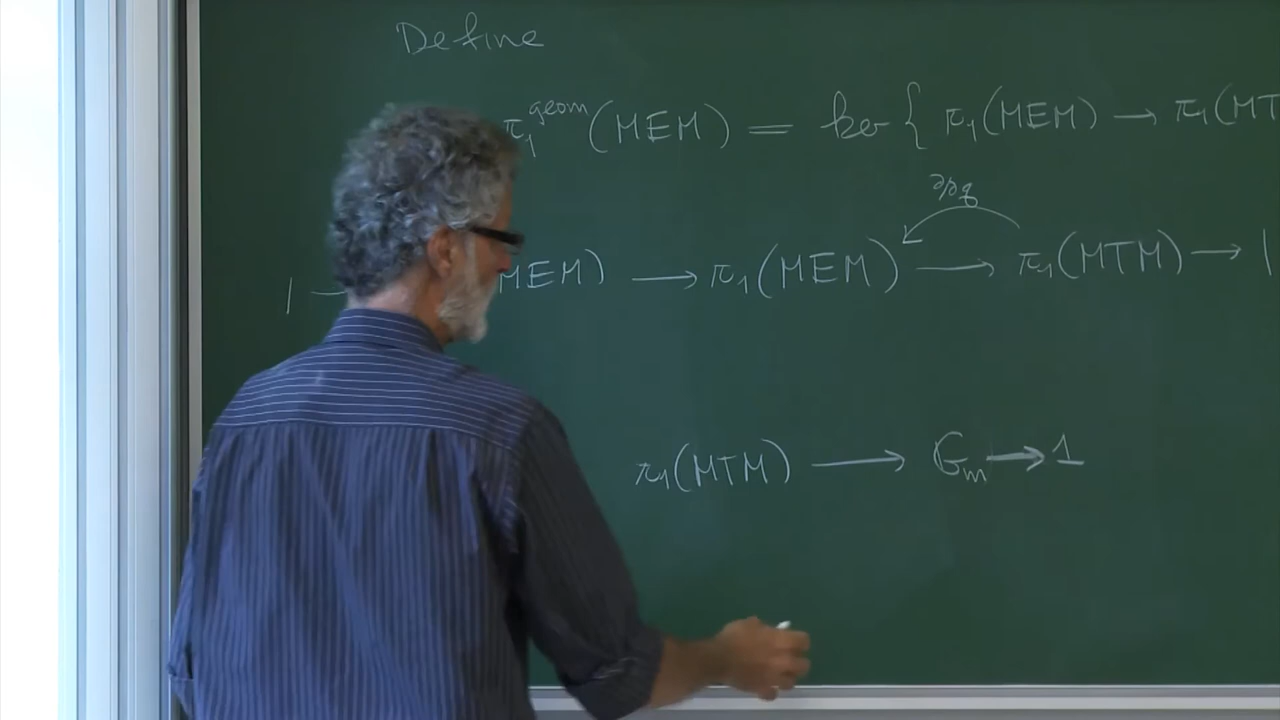 Define
π₁^geom (MEM) = ker { π₁(MEM) → π₁(MT
∂/∂q
1 — MEM) → π₁(MEM) → π₁(MTM) → 1
π₁(MTM) → G_m → 1